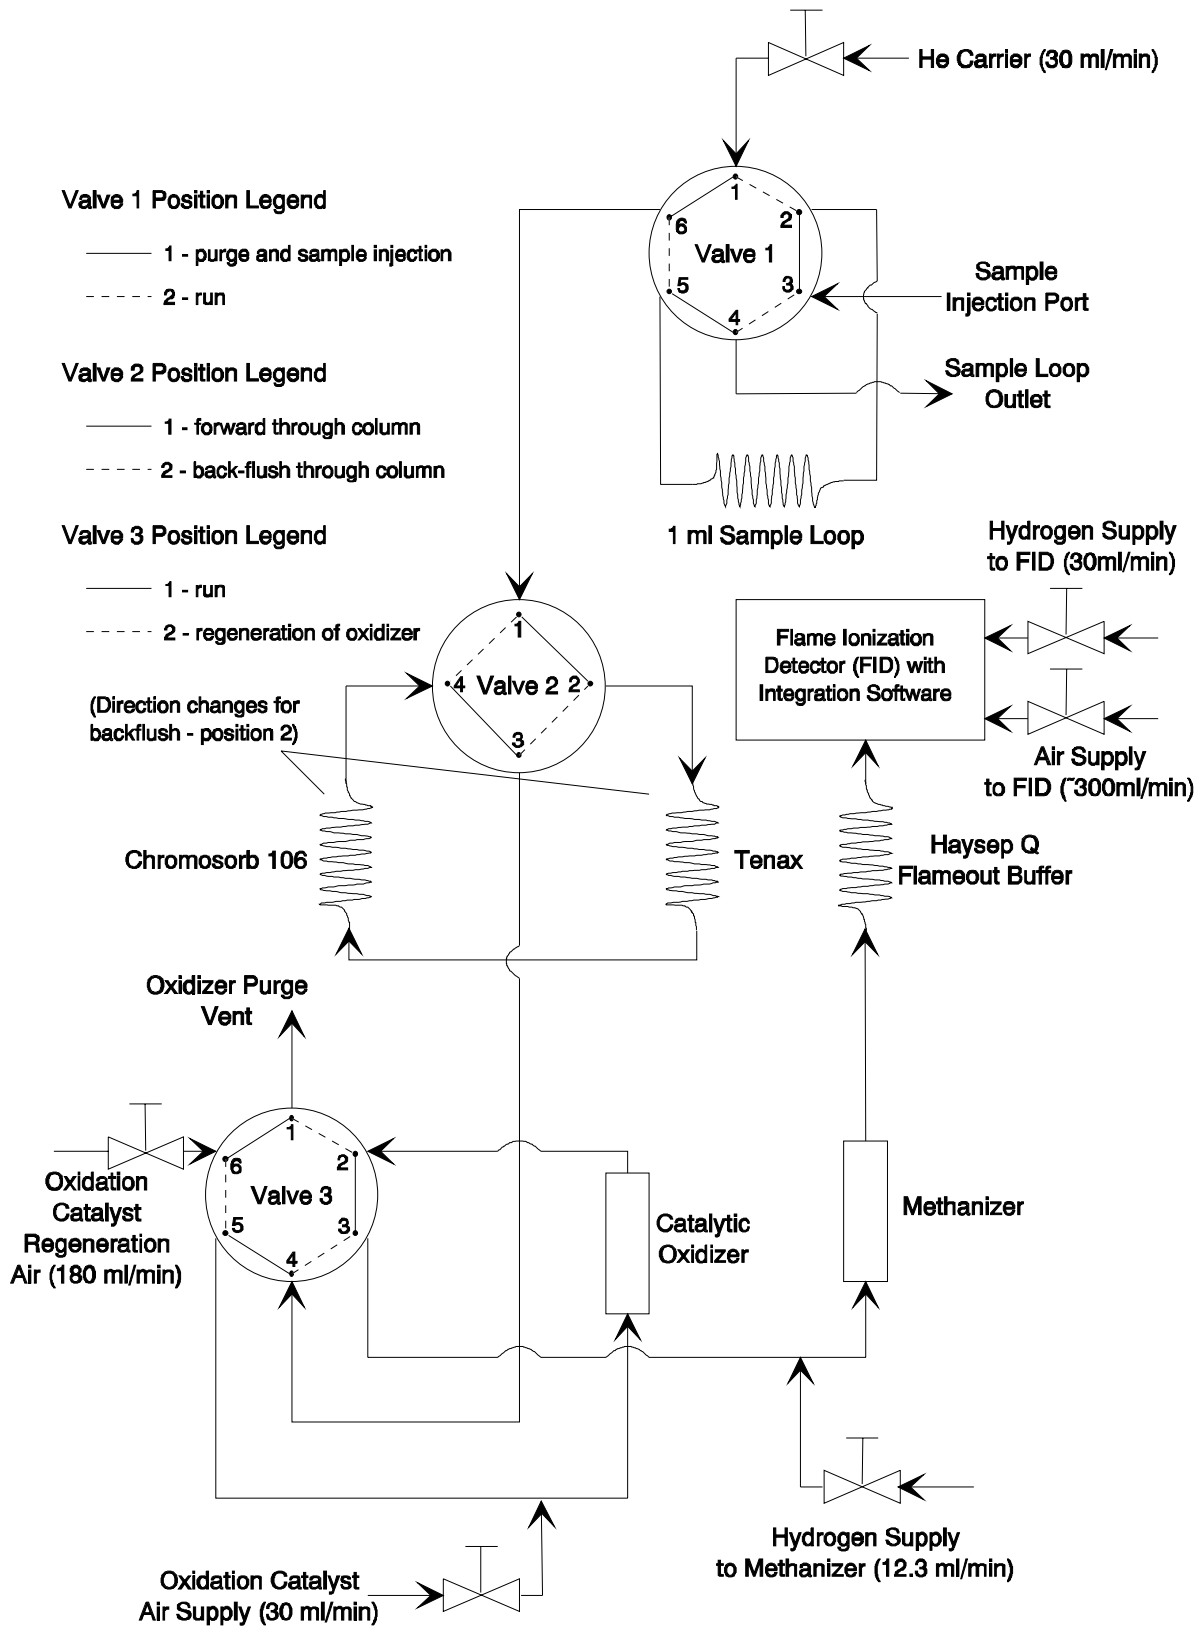 He Carrier (30 ml/min)
Valve 1 Position Legend
1 - purge and sample injection
2 - run
Valve 2 Position Legend
1 - forward through column
2 - back-flush through column
Valve 3 Position Legend
1 - run
2 - regeneration of oxidizer
1
2
6
Valve 1
5
3
4
Sample
Injection Port
Sample Loop
Outlet
1 ml Sample Loop
Hydrogen Supply
to FID (30ml/min)
Flame Ionization
Detector (FID) with
Integration Software
Air Supply
to FID (~300ml/min)
1
4
Valve 2
2
3
(Direction changes for
backflush - position 2)
Chromosorb 106
Tenax
Haysep Q
Flameout Buffer
Oxidizer Purge
Vent
1
6
2
Valve 3
5
3
4
Oxidation
Catalyst
Regeneration
Air (180 ml/min)
Catalytic
Oxidizer
Methanizer
Hydrogen Supply
to Methanizer (12.3 ml/min)
Oxidation Catalyst
Air Supply (30 ml/min)